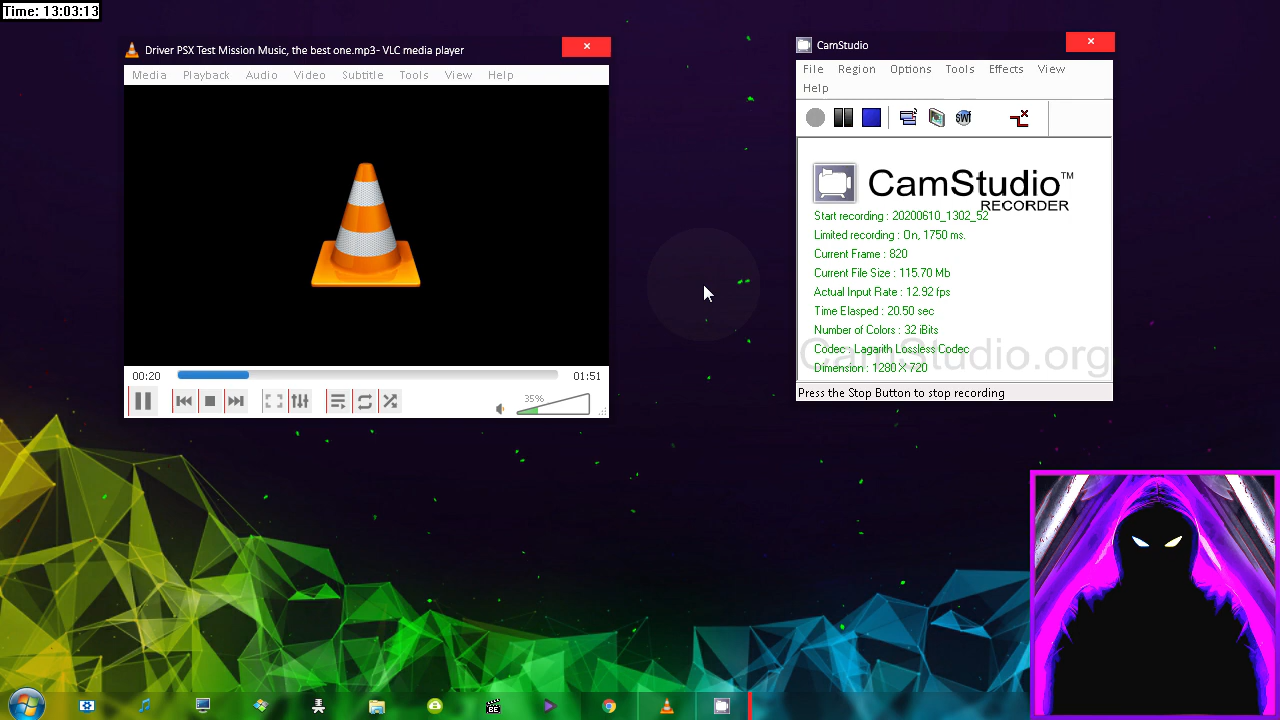 Time: 13:03:13
Driver PSX Test Mission Music, the best one.mp3- VLC media player
Media Playback Audio Video Subtitle Tools View Help
00:20
01:51
35%
CamStudio
File Region Options Tools Effects View
Help
SWF
CamStudio™
RECORDER
Start recording : 20200610_1302_52
Limited recording : On, 1750 ms.
Current Frame : 820
Current File Size : 115.70 Mb
Actual Input Rate : 12.92 fps
Time Elasped : 20.50 sec
Number of Colors : 32 iBits
Codec : Lagarith Lossless Codec
CamStudio.org
Dimension : 1280 X 720
Press the Stop Button to stop recording
BE